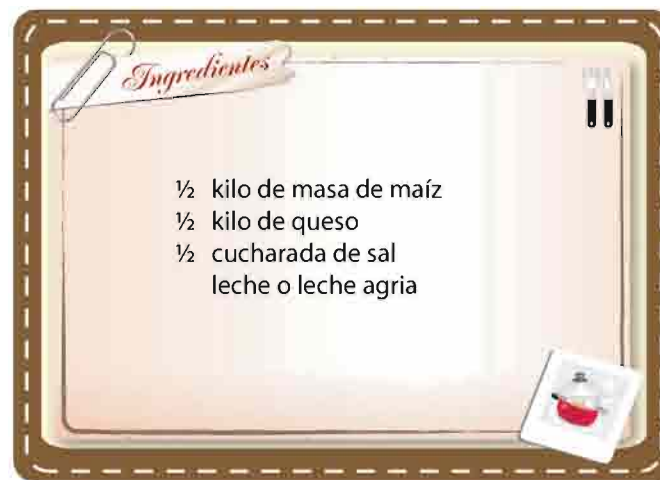 Ingredientes
½ kilo de masa de maíz
½ kilo de queso
½ cucharada de sal
leche o leche agria